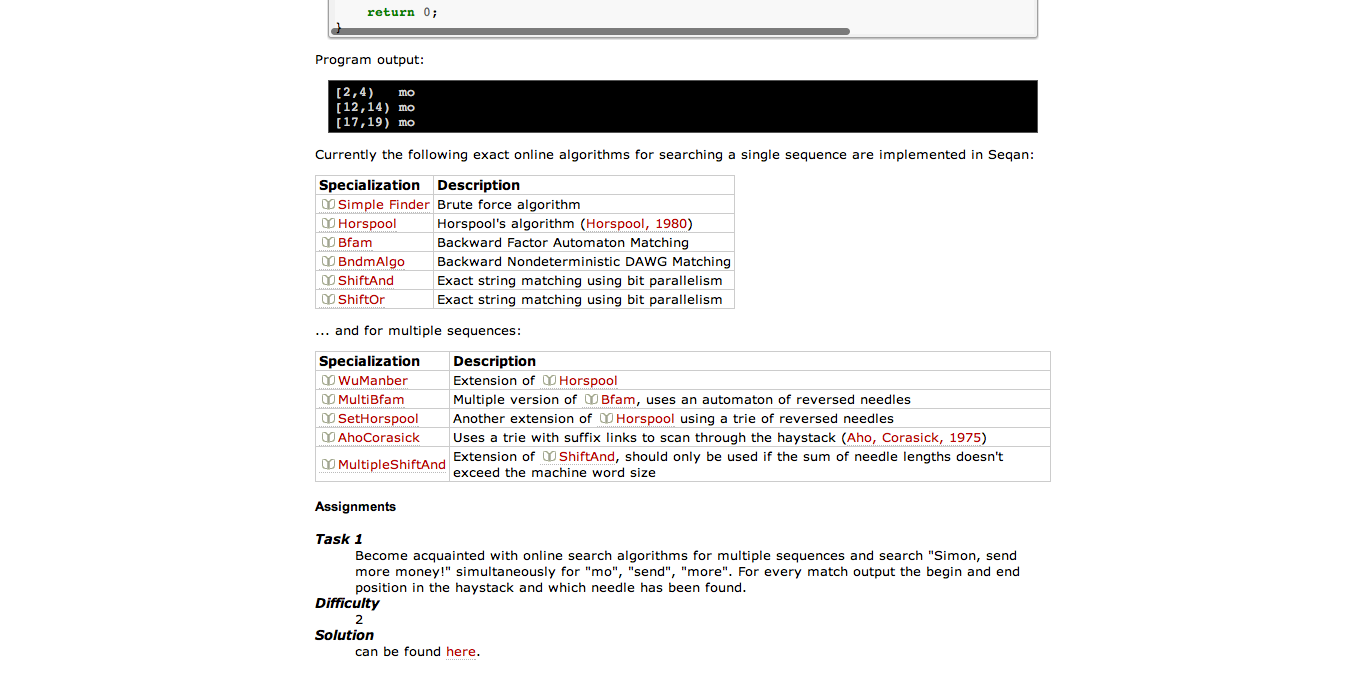 return 0;
}
Program output:
[2,4) mo
[12,14) mo
[17,19) mo
Currently the following exact online algorithms for searching a single sequence are implemented in Seqan:
Specialization Description
Simple Finder Brute force algorithm
Horspool Horspool's algorithm (Horspool, 1980)
Bfam Backward Factor Automaton Matching
BndmAlgo Backward Nondeterministic DAWG Matching
ShiftAnd Exact string matching using bit parallelism
ShiftOr Exact string matching using bit parallelism
... and for multiple sequences:
Specialization Description
WuManber Extension of Horspool
MultiBfam Multiple version of Bfam, uses an automaton of reversed needles
SetHorspool Another extension of Horspool using a trie of reversed needles
AhoCorasick Uses a trie with suffix links to scan through the haystack (Aho, Corasick, 1975)
MultipleShiftAnd Extension of ShiftAnd, should only be used if the sum of needle lengths doesn't
exceed the machine word size
Assignments
Task 1
Become acquainted with online search algorithms for multiple sequences and search "Simon, send
more money!" simultaneously for "mo", "send", "more". For every match output the begin and end
position in the haystack and which needle has been found.
Difficulty
2
Solution
can be found here.